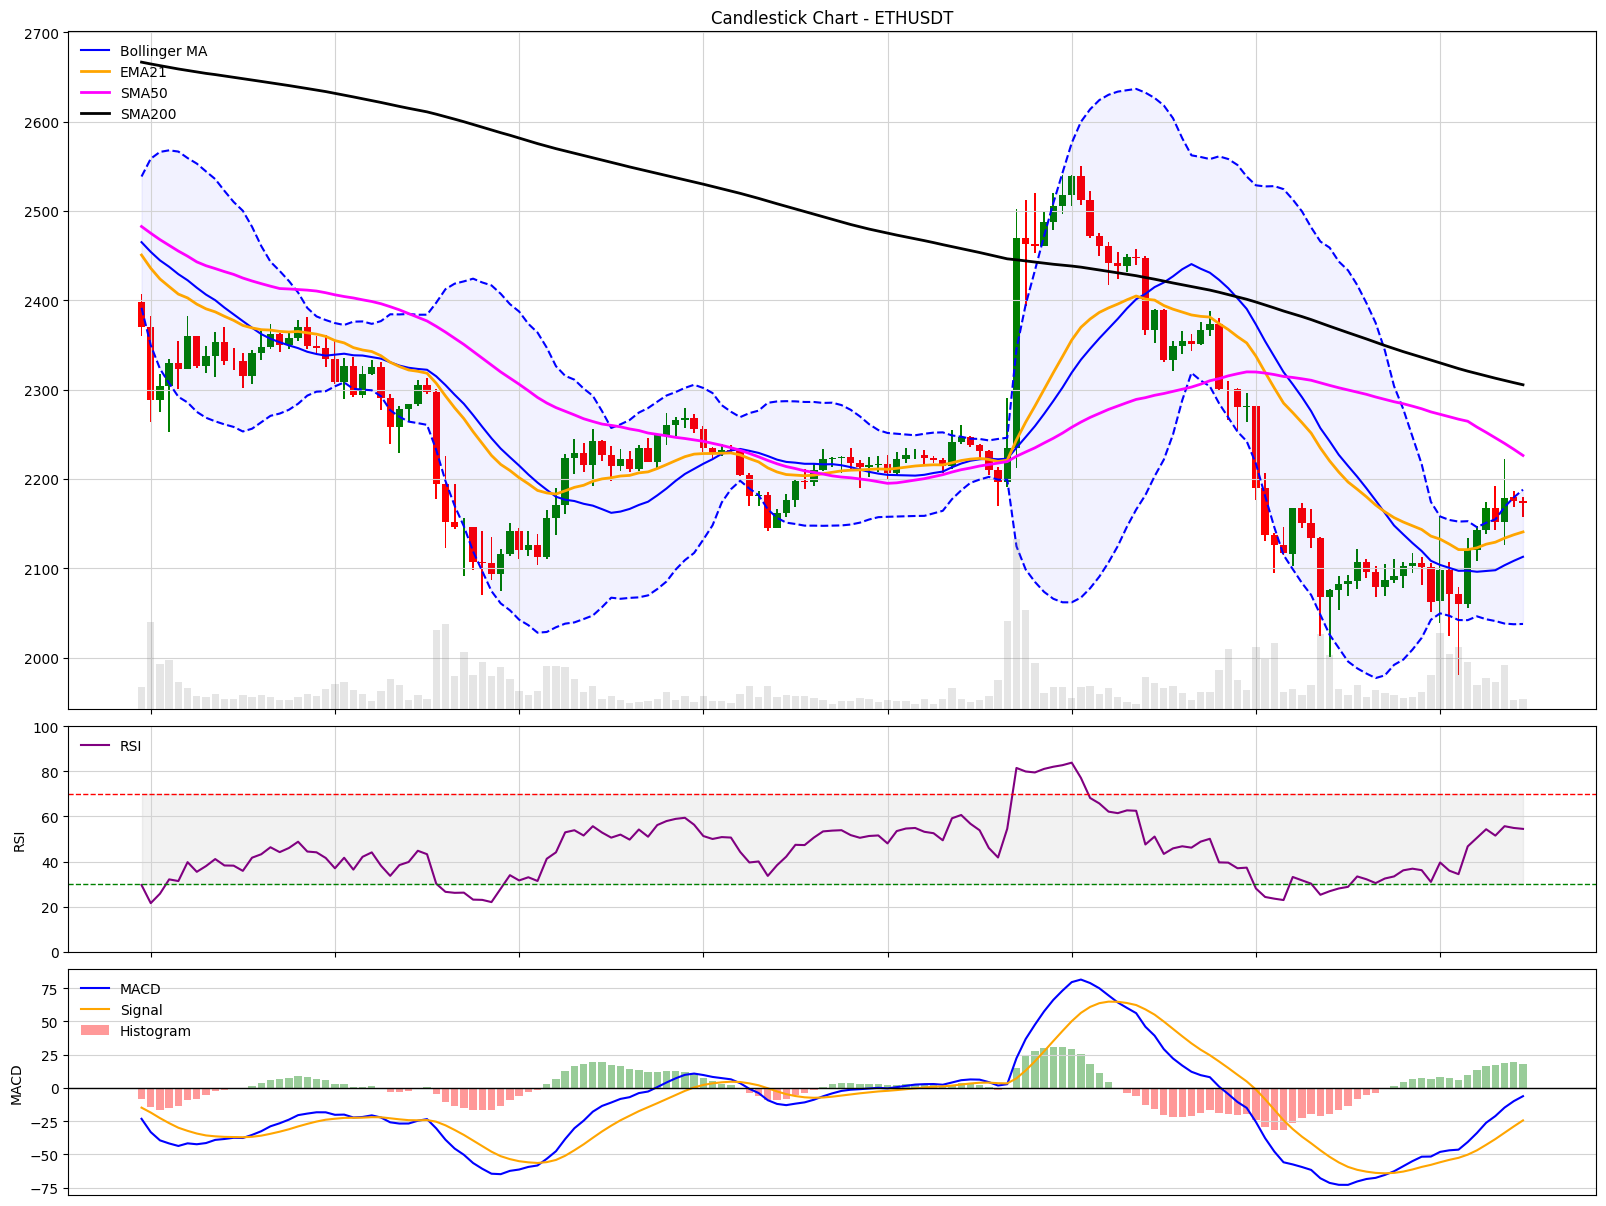 Candlestick Chart - ETHUSDT
2700
2600
2500
2400
2300
2200
2100
2000
Bollinger MA
EMA21
SMA50
SMA200
RSI
100
80
60
40
20
0
RSI
MACD
75
50
25
0
−25
−50
−75
MACD
Signal
Histogram